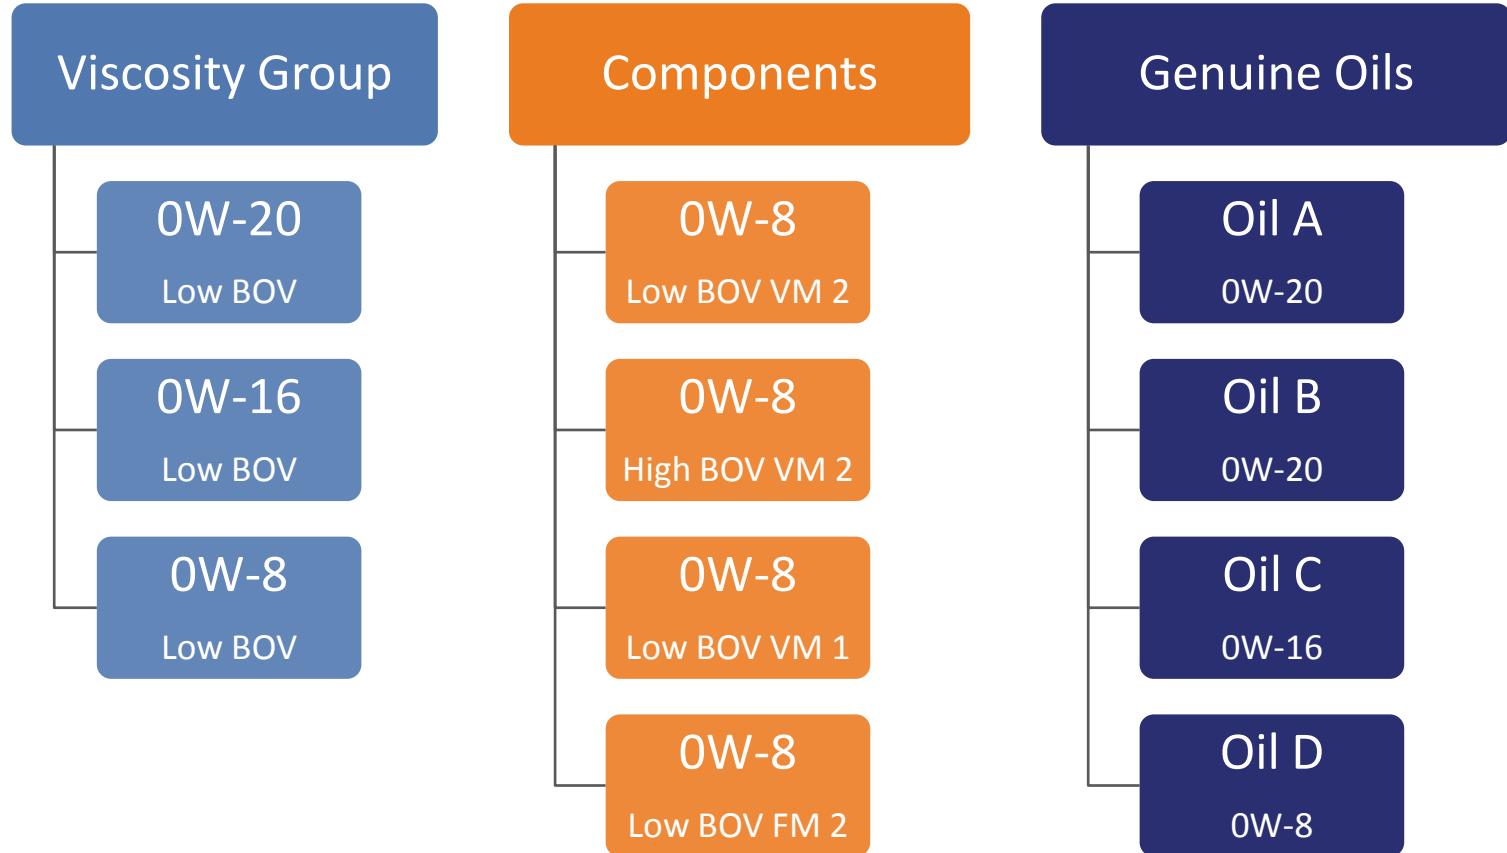 Viscosity Group
0W-20
Low BOV
0W-16
Low BOV
0W-8
Low BOV
Components
0W-8
Low BOV VM 2
0W-8
High BOV VM 2
0W-8
Low BOV VM 1
0W-8
Low BOV FM 2
Genuine Oils
Oil A
0W-20
Oil B
0W-20
Oil C
0W-16
Oil D
0W-8